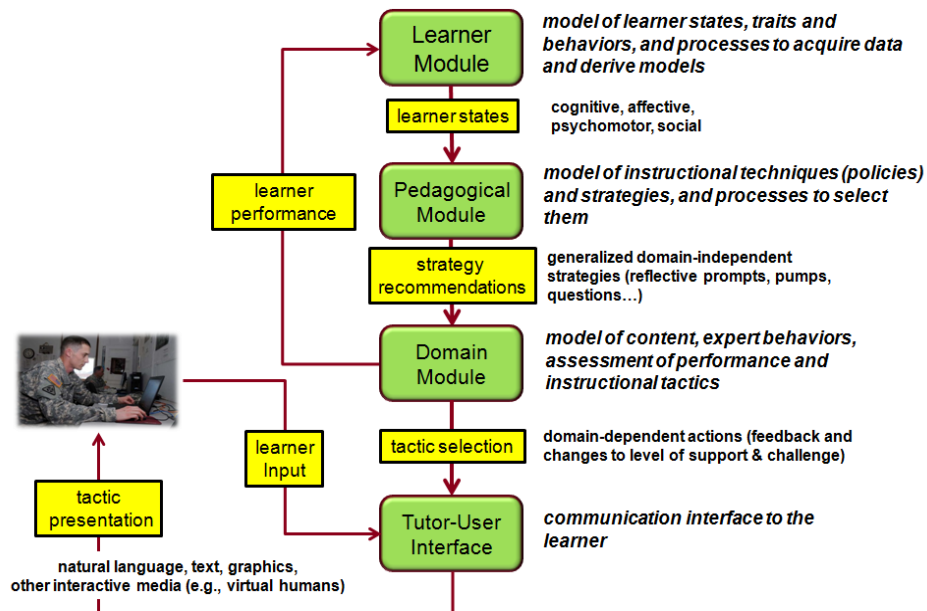 Learner
Module
model of learner states, traits and
behaviors, and processes to acquire data
and derive models
learner states
cognitive, affective,
psychomotor, social
learner
performance
Pedagogical
Module
model of instructional techniques (policies)
and strategies, and processes to select
them
strategy
recommendations
generalized domain-independent
strategies (reflective prompts, pumps,
questions…)
Domain
Module
model of content, expert behaviors,
assessment of performance and
instructional tactics
learner
Input
tactic selection
domain-dependent actions (feedback and
changes to level of support & challenge)
tactic
presentation
Tutor-User
Interface
communication interface to the
learner
natural language, text, graphics,
other interactive media (e.g., virtual humans)